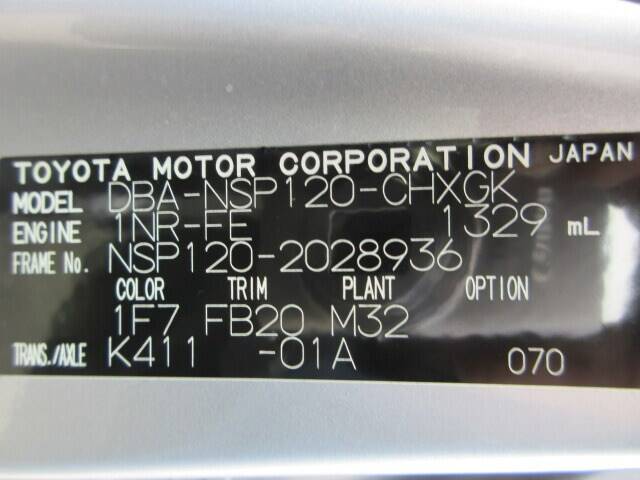 TOYOTA MOTOR CORPORATION JAPAN
MODEL DBA-NSP120-CHXGK
ENGINE 1NR-FE 1329 mL
FRAME No. NSP120-2028936
COLOR TRIM PLANT OPTION
1F7 FB20 M32
TRANS./AXLE K411 -01A 070